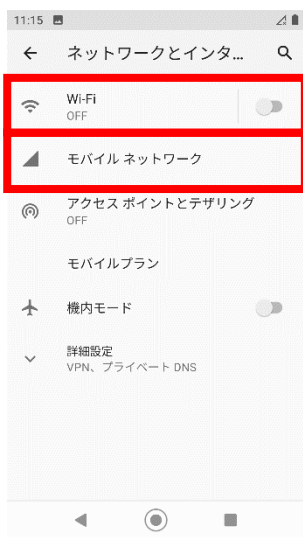 11:15
ネットワークとインタ...
Wi-Fi
OFF
モバイル ネットワーク
アクセス ポイントとテザリング
OFF
モバイルプラン
機内モード
詳細設定
VPN、プライベート DNS